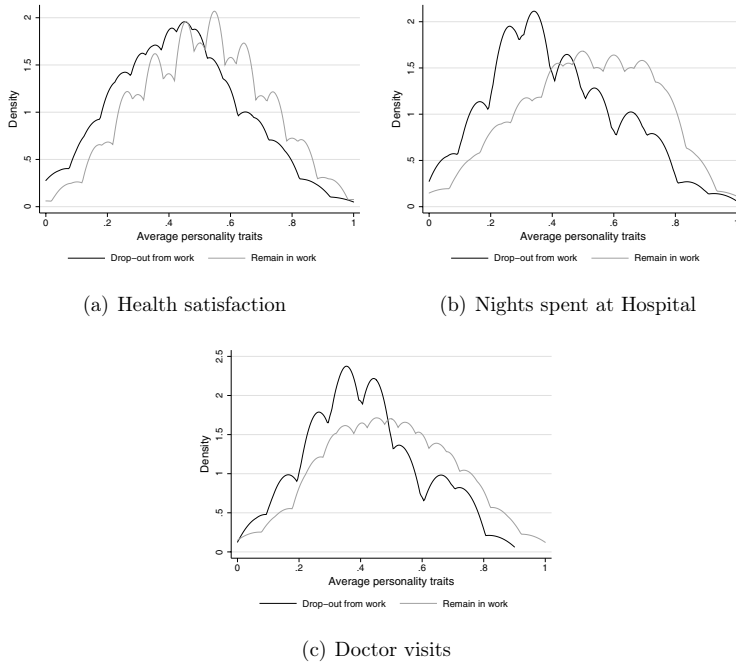 2
1.5
1
.5
0
Density
0 .2 .4 .6 .8 1
Average personality traits
Drop−out from work Remain in work
(a) Health satisfaction
2
1.5
1
.5
0
Density
0 .2 .4 .6 .8 1
Average personality traits
Drop−out from work Remain in work
(b) Nights spent at Hospital
2.5
2
1.5
1
.5
0
Density
0 .2 .4 .6 .8 1
Average personality traits
Drop−out from work Remain in work
(c) Doctor visits